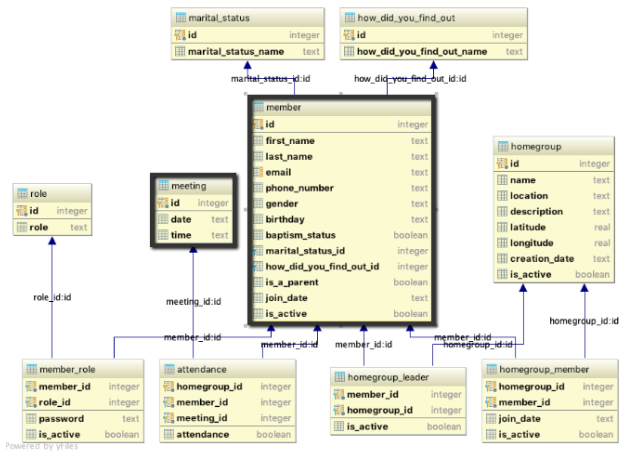 marital_status
id integer
marital_status_name text
how_did_you_find_out
id integer
how_did_you_find_out_name text
marital_status_id:id
how_did_you_find_out_id:id
member
id integer
first_name text
last_name text
email text
phone_number text
gender text
birthday text
baptism_status boolean
marital_status_id integer
how_did_you_find_out_id integer
is_a_parent boolean
join_date text
is_active boolean
homegroup
id integer
name text
location text
description text
latitude real
longitude real
creation_date text
is_active boolean
meeting
id integer
date text
time text
role
id integer
role text
role_id:id
meeting_id:id
homegroup_id:id
member_id:id
member_id:id
member_id:id
member_id:id
homegroup_id:id
member_role
member_id integer
role_id integer
password text
is_active boolean
attendance
homegroup_id integer
member_id integer
meeting_id integer
attendance boolean
homegroup_leader
member_id integer
homegroup_id integer
is_active boolean
homegroup_member
homegroup_id integer
member_id integer
join_date text
is_active boolean
Powered by yFiles